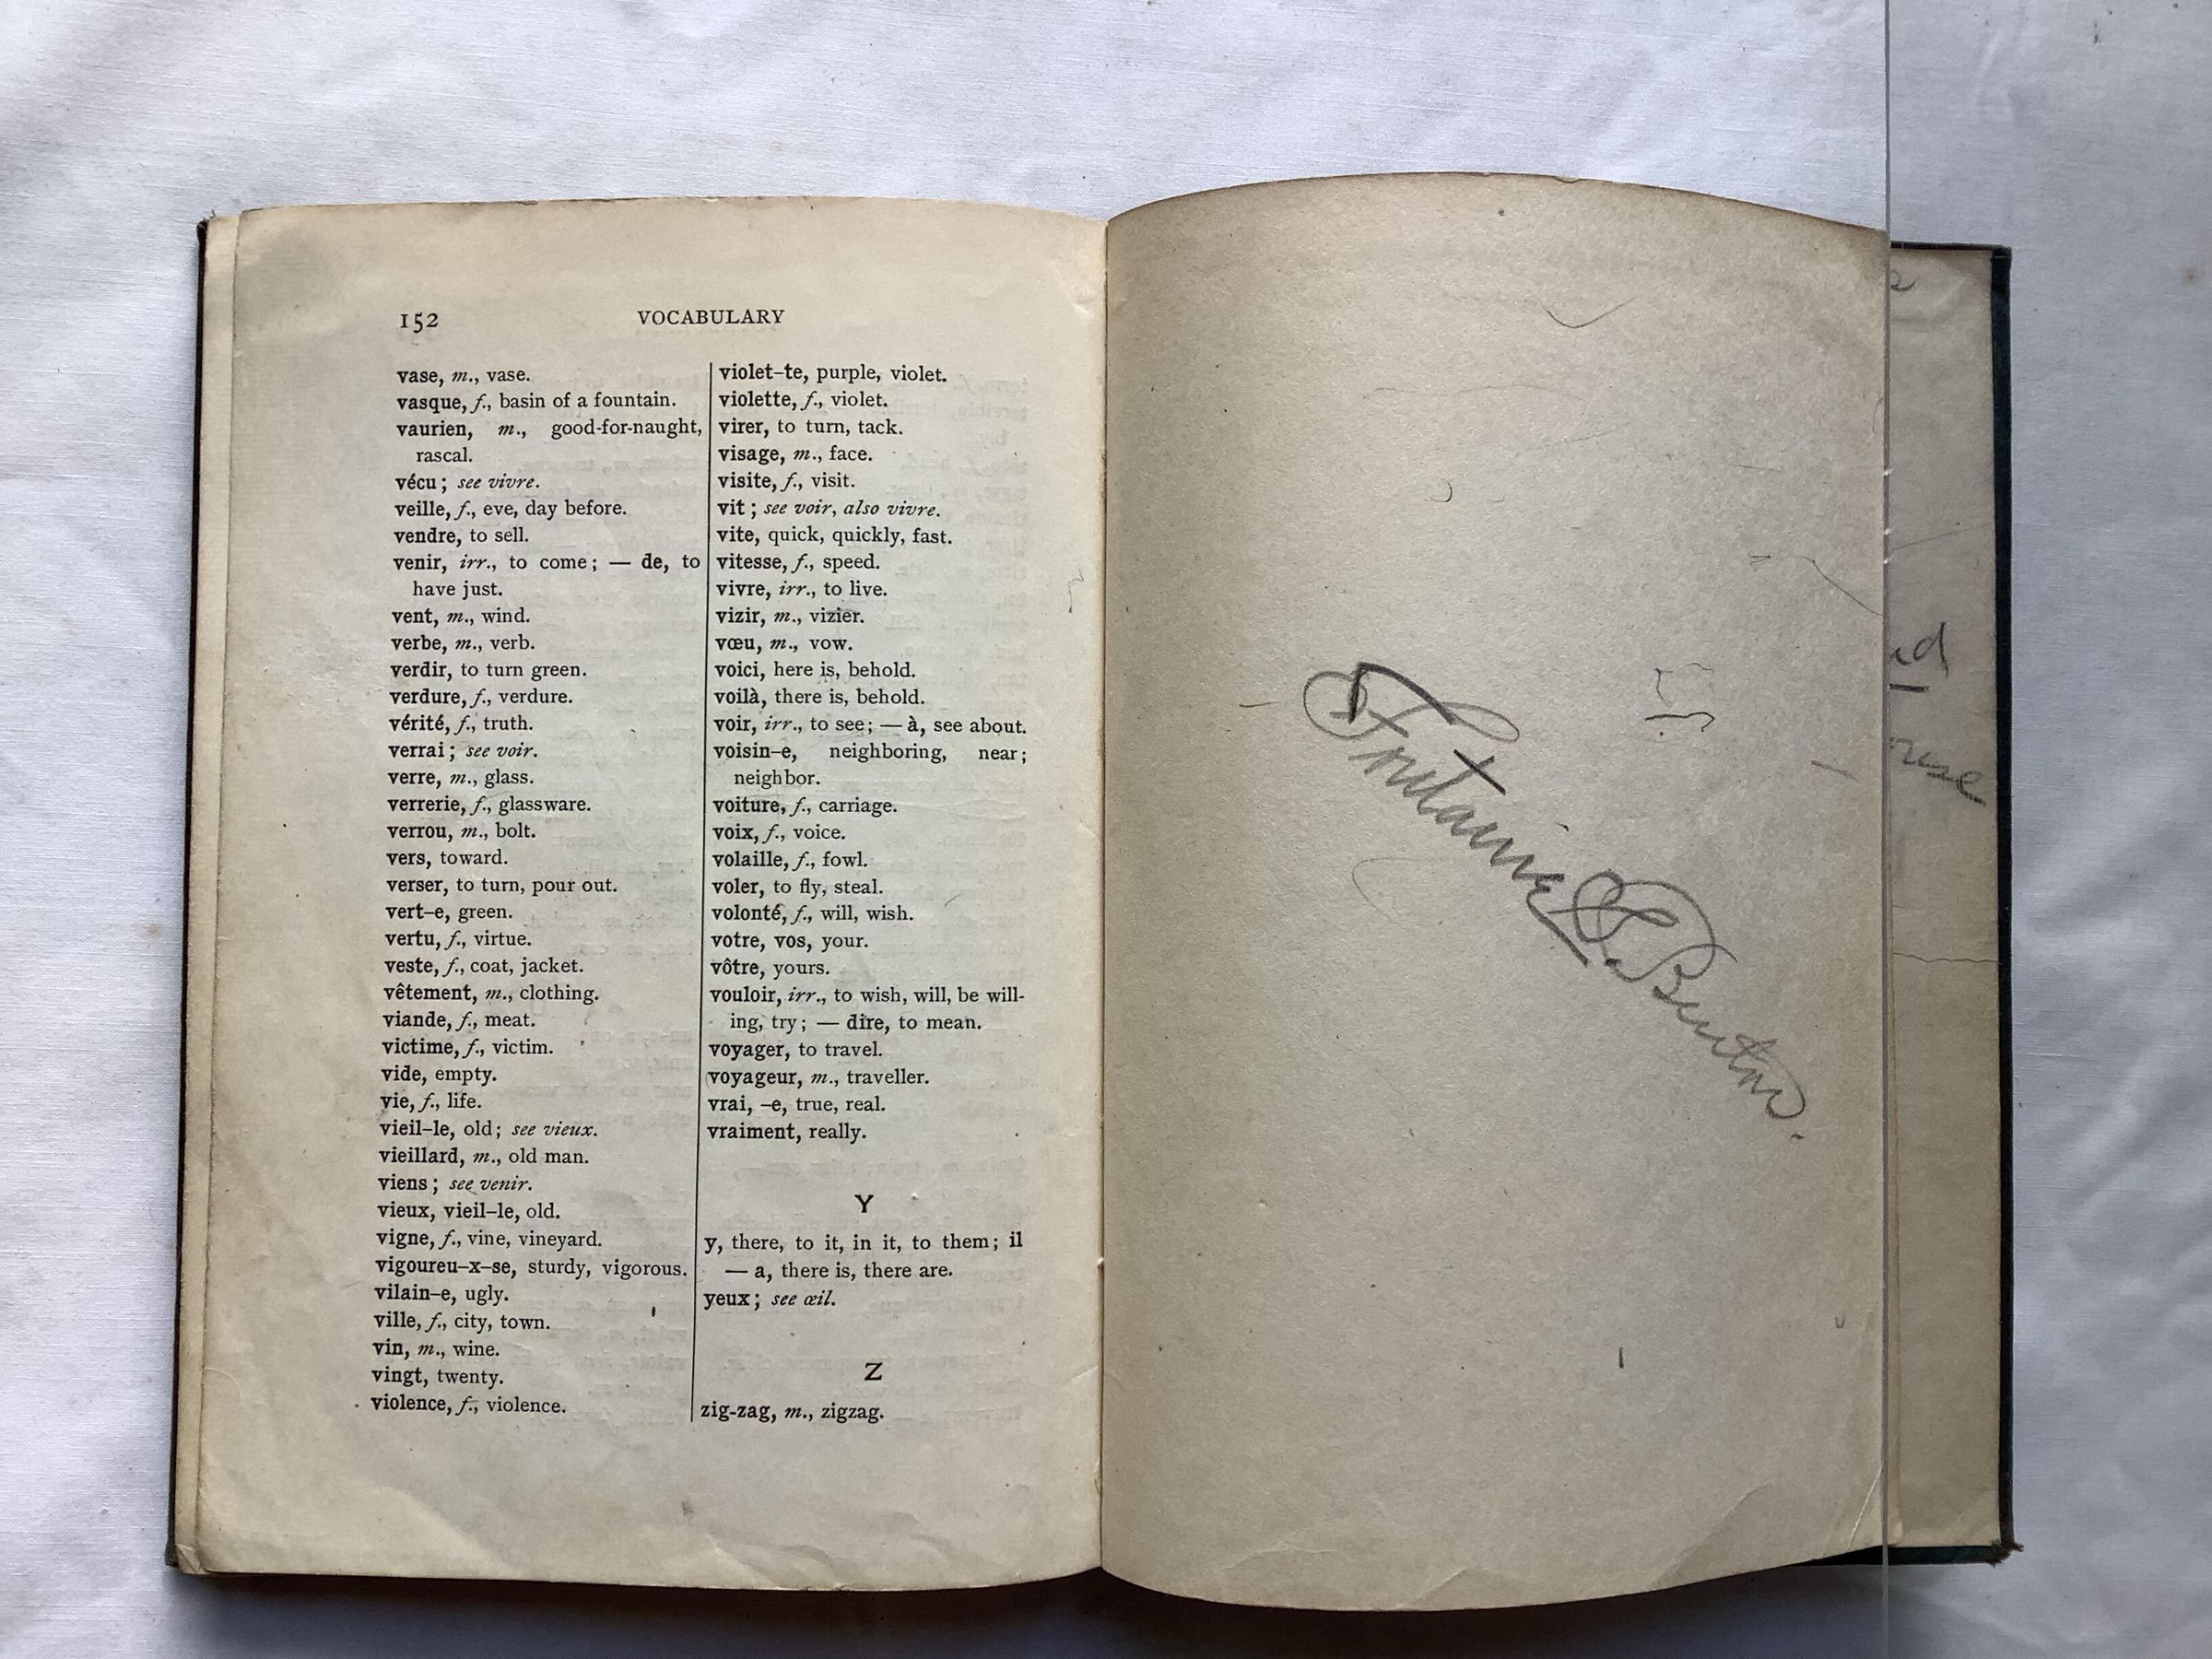 152 VOCABULARY
vase, m., vase.
vasque, f., basin of a fountain.
vaurien, m., good-for-naught,
rascal.
vécu; see vivre.
veille, f., eve, day before.
vendre, to sell.
venir, irr., to come; — de, to
have just.
vent, m., wind.
verbe, m., verb.
verdir, to turn green.
verdure, f., verdure.
vérité, f., truth.
verrai; see voir.
verre, m., glass.
verrerie, f., glassware.
verrou, m., bolt.
vers, toward.
verser, to turn, pour out.
vert–e, green.
vertu, f., virtue.
veste, f., coat, jacket.
vêtement, m., clothing.
viande, f., meat.
victime, f., victim.
vide, empty.
vie, f., life.
vieil–le, old; see vieux.
vieillard, m., old man.
viens; see venir.
vieux, vieil–le, old.
vigne, f., vine, vineyard.
vigoureu–x–se, sturdy, vigorous.
vilain–e, ugly.
ville, f., city, town.
vin, m., wine.
vingt, twenty.
violence, f., violence.
violet–te, purple, violet.
violette, f., violet.
virer, to turn, tack.
visage, m., face.
visite, f., visit.
vit; see voir, also vivre.
vite, quick, quickly, fast.
vitesse, f., speed.
vivre, irr., to live.
vizir, m., vizier.
vœu, m., vow.
voici, here is, behold.
voilà, there is, behold.
voir, irr., to see; — à, see about.
voisin–e, neighboring, near;
neighbor.
voiture, f., carriage.
voix, f., voice.
volaille, f., fowl.
voler, to fly, steal.
volonté, f., will, wish.
votre, vos, your.
vôtre, yours.
vouloir, irr., to wish, will, be will-
ing, try; — dire, to mean.
voyager, to travel.
voyageur, m., traveller.
vrai, –e, true, real.
vraiment, really.
Y
y, there, to it, in it, to them; il
— a, there is, there are.
yeux; see œil.
Z
zig-zag, m., zigzag.